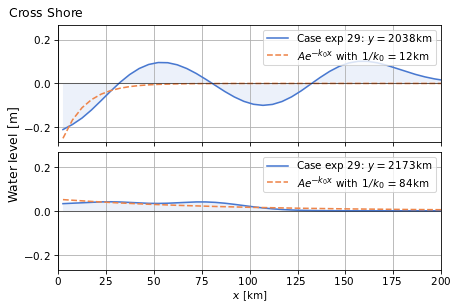 Cross Shore
Water level [m]
0.2
0.0
−0.2
Case exp 29: y = 2038km
Ae^{-k_0x} with 1/k_0 = 12km
0.2
0.0
−0.2
Case exp 29: y = 2173km
Ae^{-k_0x} with 1/k_0 = 84km
0 25 50 75 100 125 150 175 200
x [km]